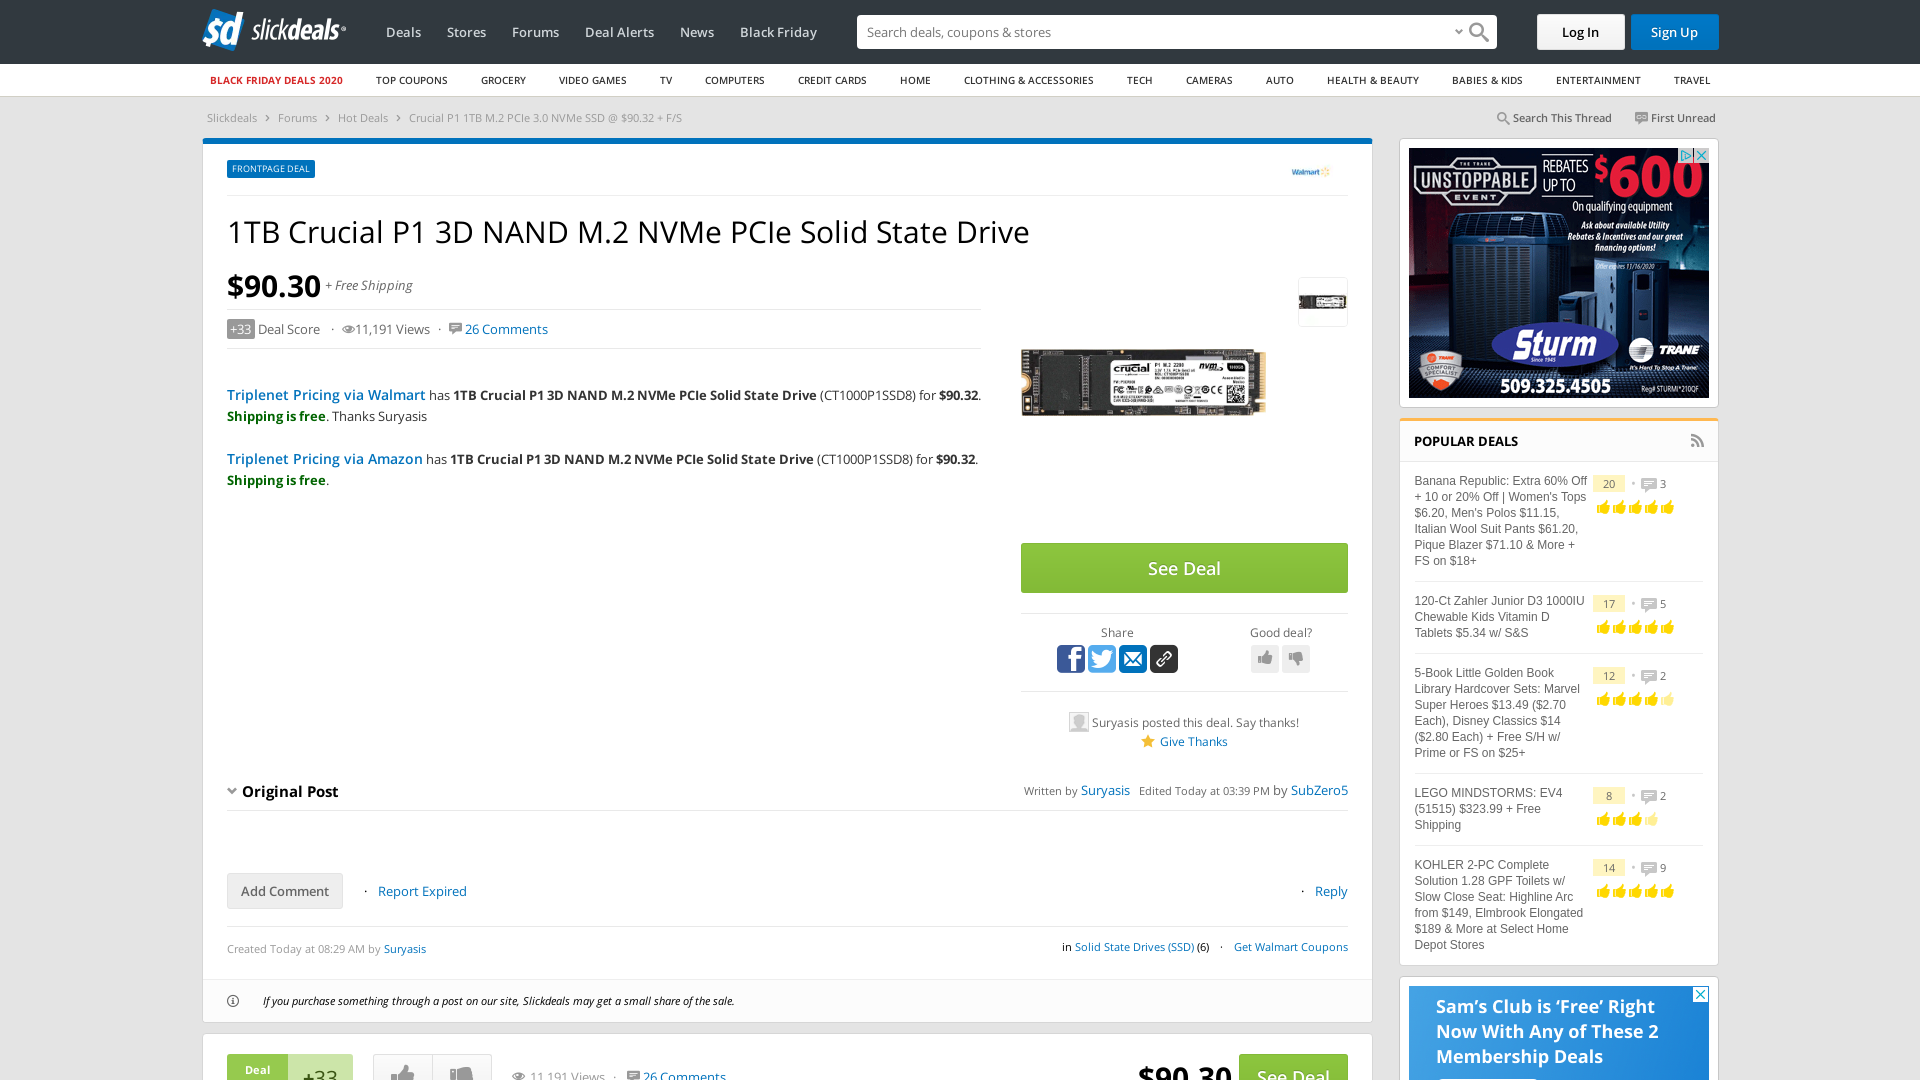 sd slickdeals
Deals Stores Forums Deal Alerts News Black Friday
Search deals, coupons & shopping
Log In
Sign Up
BLACK FRIDAY DEALS 2020 TOP COUPONS GROCERY VIDEO GAMES TV COMPUTERS CREDIT CARDS HOME CLOTHING & ACCESSORIES TECH CAMERAS AUTO HEALTH & BEAUTY BABIES & KIDS ENTERTAINMENT TRAVEL
Slickdeals > Forums > Hot Deals > Crucial P1 1TB M.2 PCIe 3.0 NVMe SSD @ $90.32 + F/S
Search This Thread
First Unread
FRONTPAGE DEAL
Walmart
1TB Crucial P1 3D NAND M.2 NVMe PCIe Solid State Drive
$90.30 + Free Shipping
+33 Deal Score · 11,191 Views · 26 Comments
Triplenet Pricing via Walmart has 1TB Crucial P1 3D NAND M.2 NVMe PCIe Solid State Drive (CT1000P1SSD8) for $90.32.
Shipping is free. Thanks Suryasis
Triplenet Pricing via Amazon has 1TB Crucial P1 3D NAND M.2 NVMe PCIe Solid State Drive (CT1000P1SSD8) for $90.32.
Shipping is free.
crucial
nvm
See Deal
Share
Good deal?
Suryasis posted this deal. Say thanks!
Give Thanks
Original Post
Written by Suryasis Edited Today at 03:39 PM by SubZero5
Add Comment · Report Expired
· Reply
Created Today at 08:29 AM by Suryasis
in Solid State Drives (SSD) (6) · Get Walmart Coupons
If you purchase something through a post on our site, Slickdeals may get a small share of the sale.
Deal
+33
11,191 Views · 26 Comments
$90.30
See Deal
THE TRANE
UNSTOPPABLE
EVENT
REBATES
UP TO
$600
On qualifying equipment
Ask about available Utility
Rebates & Incentives and our great
financing options!
Offer expires 11/16/2020
Sturm
Since 1945
TRANE
It's Hard To Stop A Trane.
TRANE
COMFORT
SPECIALIST
509.325.4505
Reg# STURMI*210QF
POPULAR DEALS
Banana Republic: Extra 60% Off
+ 10 or 20% Off | Women's Tops
$6.20, Men's Polos $11.15,
Italian Wool Suit Pants $61.20,
Pique Blazer $71.10 & More +
FS on $18+
20 • 3
120-Ct Zahler Junior D3 1000IU
Chewable Kids Vitamin D
Tablets $5.34 w/ S&S
17 • 5
5-Book Little Golden Book
Library Hardcover Sets: Marvel
Super Heroes $13.49 ($2.70
Each), Disney Classics $14
($2.80 Each) + Free S/H w/
Prime or FS on $25+
12 • 2
LEGO MINDSTORMS: EV4
(51515) $323.99 + Free
Shipping
8 • 2
KOHLER 2-PC Complete
Solution 1.28 GPF Toilets w/
Slow Close Seat: Highline Arc
from $149, Elmbrook Elongated
$189 & More at Select Home
Depot Stores
14 • 9
Sam's Club is ‘Free’ Right
Now With Any of These 2
Membership Deals